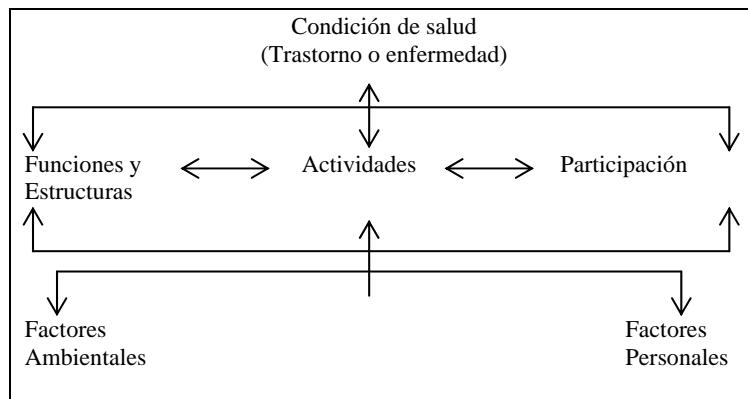 Condición de salud
(Trastorno o enfermedad)
Funciones y Estructuras
Actividades
Participación
Factores Ambientales
Factores Personales